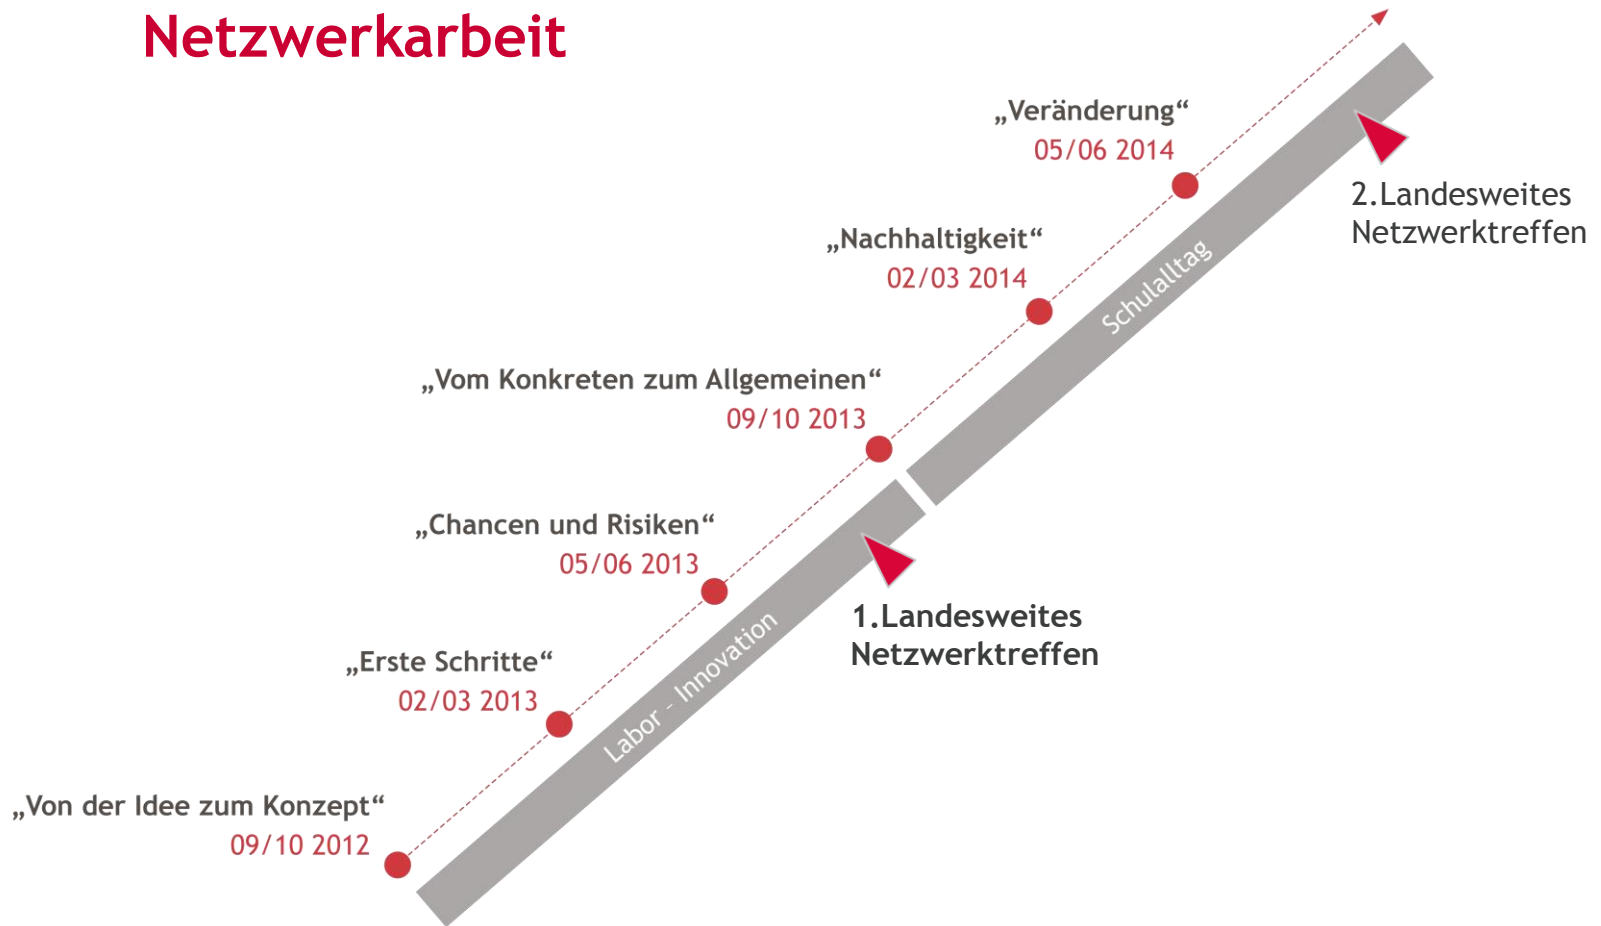 Netzwerkarbeit
„Veränderung“
05/06 2014
2.Landesweites
Netzwerktreffen
„Nachhaltigkeit“
02/03 2014
Schulalltag
„Vom Konkreten zum Allgemeinen“
09/10 2013
„Chancen und Risiken“
05/06 2013
1.Landesweites
Netzwerktreffen
Labor – Innovation
„Erste Schritte“
02/03 2013
„Von der Idee zum Konzept“
09/10 2012